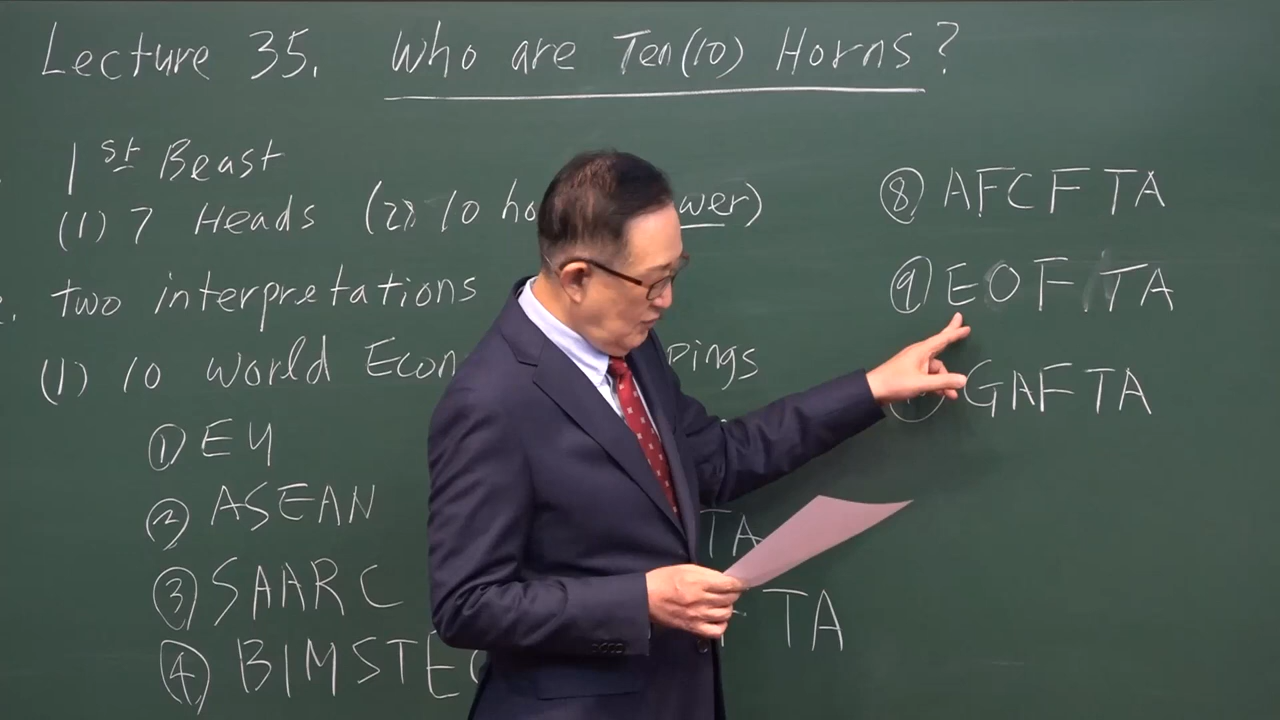 Lecture 35. Who are Ten(10) Horns?
1st Beast
(1) 7 Heads (2) 10 ho wer)
two interpretations
(1) 10 world Econ pings
① EU
② ASEAN
③ SAARC
④ BIMSTEC
TA
TA
⑧ AFCFTA
⑨ EOFTA
GAFTA